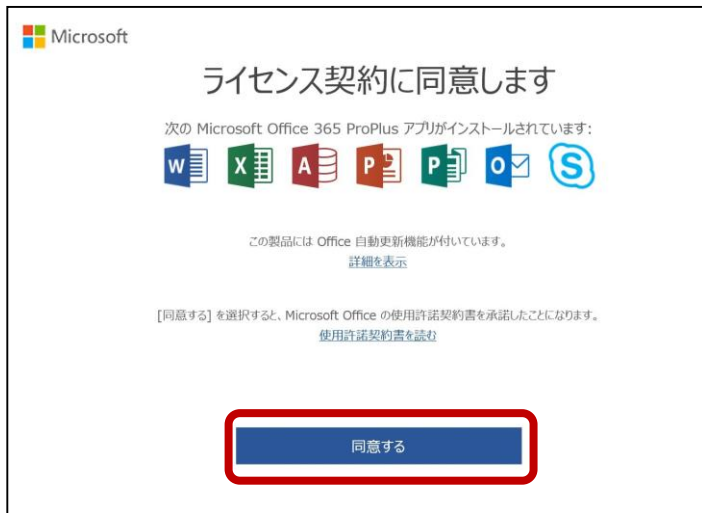 Microsoft
ライセンス契約に同意します
次の Microsoft Office 365 ProPlus アプリがインストールされています:
W X A P P O S
この製品には Office 自動更新機能が付いています。
詳細を表示
[同意する] を選択すると、Microsoft Office の使用許諾契約書を承諾したことになります。
使用許諾契約書を読む
同意する